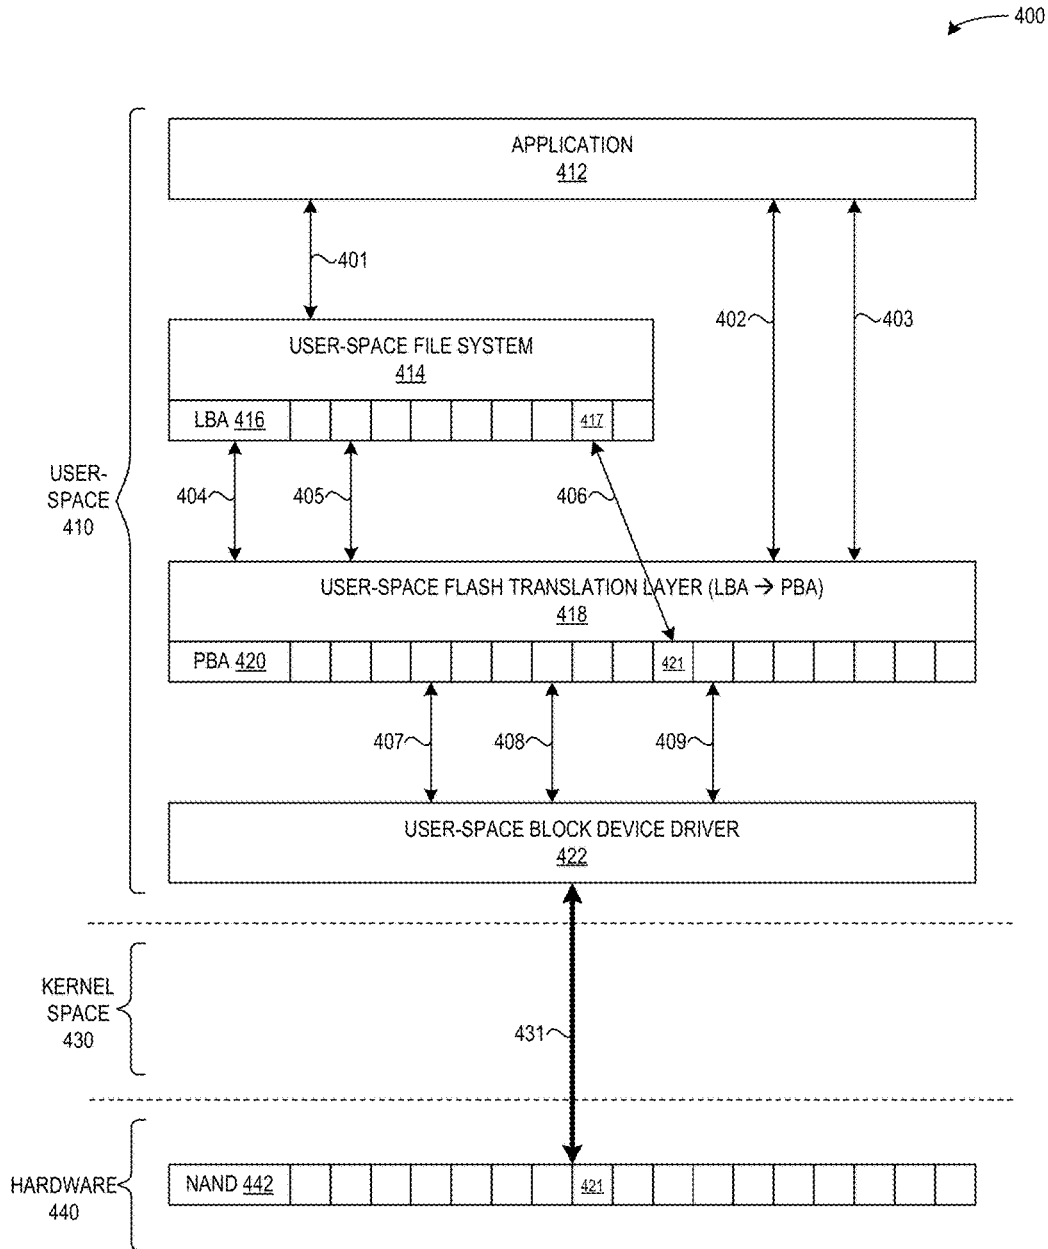 400
APPLICATION
412
401
402
403
USER-SPACE FILE SYSTEM
414
LBA 416
417
USER-
SPACE
410
404
405
406
USER-SPACE FLASH TRANSLATION LAYER (LBA → PBA)
418
PBA 420
421
407
408
409
USER-SPACE BLOCK DEVICE DRIVER
422
KERNEL
SPACE
430
431
HARDWARE
440
NAND 442
421